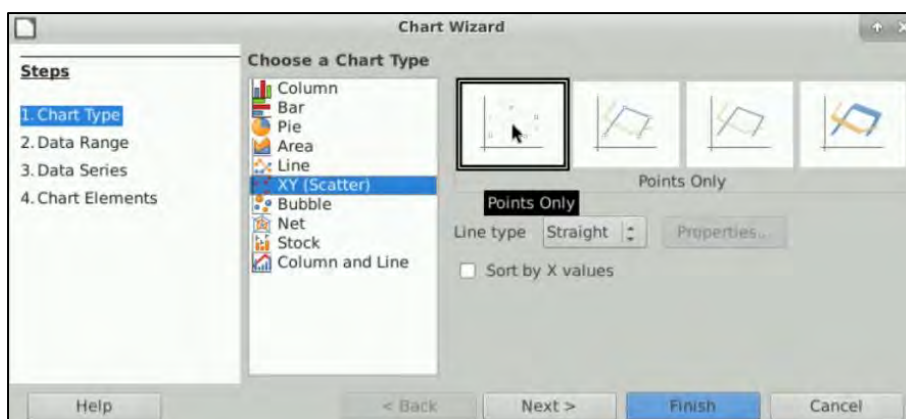 Chart Wizard
Steps
1. Chart Type
2. Data Range
3. Data Series
4. Chart Elements
Choose a Chart Type
Column
Bar
Pie
Area
Line
XY (Scatter)
Bubble
Net
Stock
Column and Line
Points Only
Points Only
Line type Straight Properties...
Sort by X values
Help < Back Next > Finish Cancel